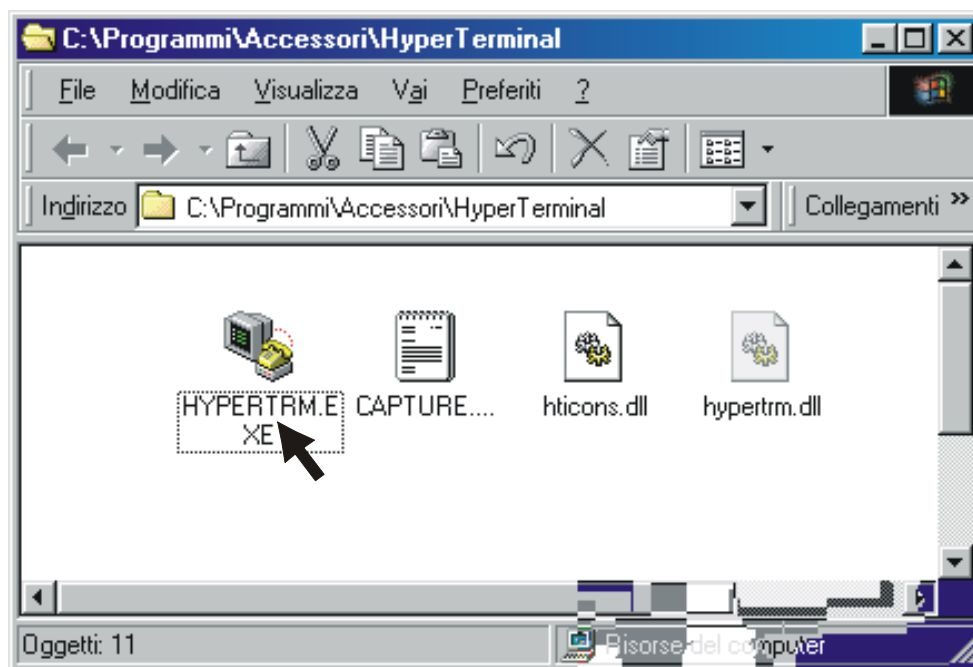 C:\Programmi\Accessori\HyperTerminal
File Modifica Visualizza Vai Preferiti ?
Indirizzo C:\Programmi\Accessori\HyperTerminal Collegamenti »
HYPERTRM.E
XE
CAPTURE....
hticons.dll
hypertrm.dll
Oggetti: 11
Risorse del computer